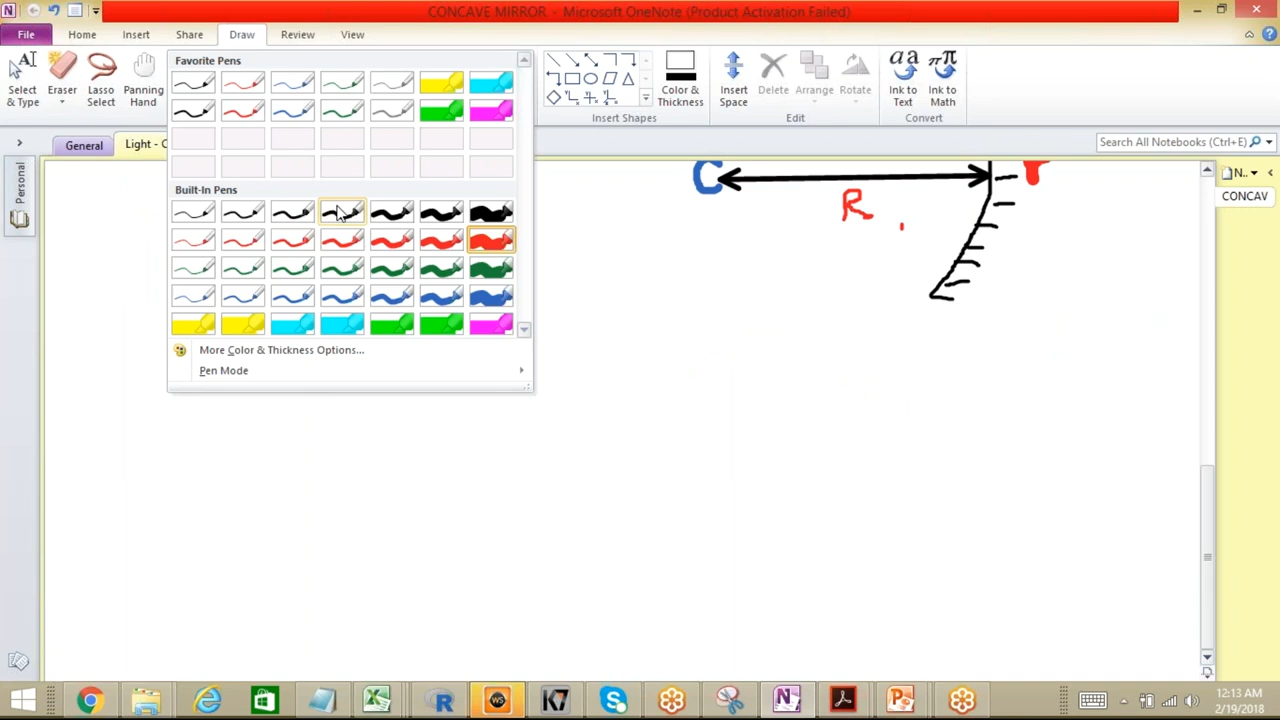 CONCAVE MIRROR - Microsoft OneNote (Product Activation Failed)
File Home Insert Share Draw Review View
Select & Type
Eraser
Lasso Select
Panning Hand
Favorite Pens
Built-In Pens
More Color & Thickness Options...
Pen Mode
Color & Thickness
Insert Shapes
Insert Space
Delete
Arrange
Rotate
Edit
Ink to Text
Ink to Math
Convert
General
Light - C
Search All Notebooks (Ctrl+E)
Personal
N..
CONCAV
C
R
12:13 AM
2/19/2018